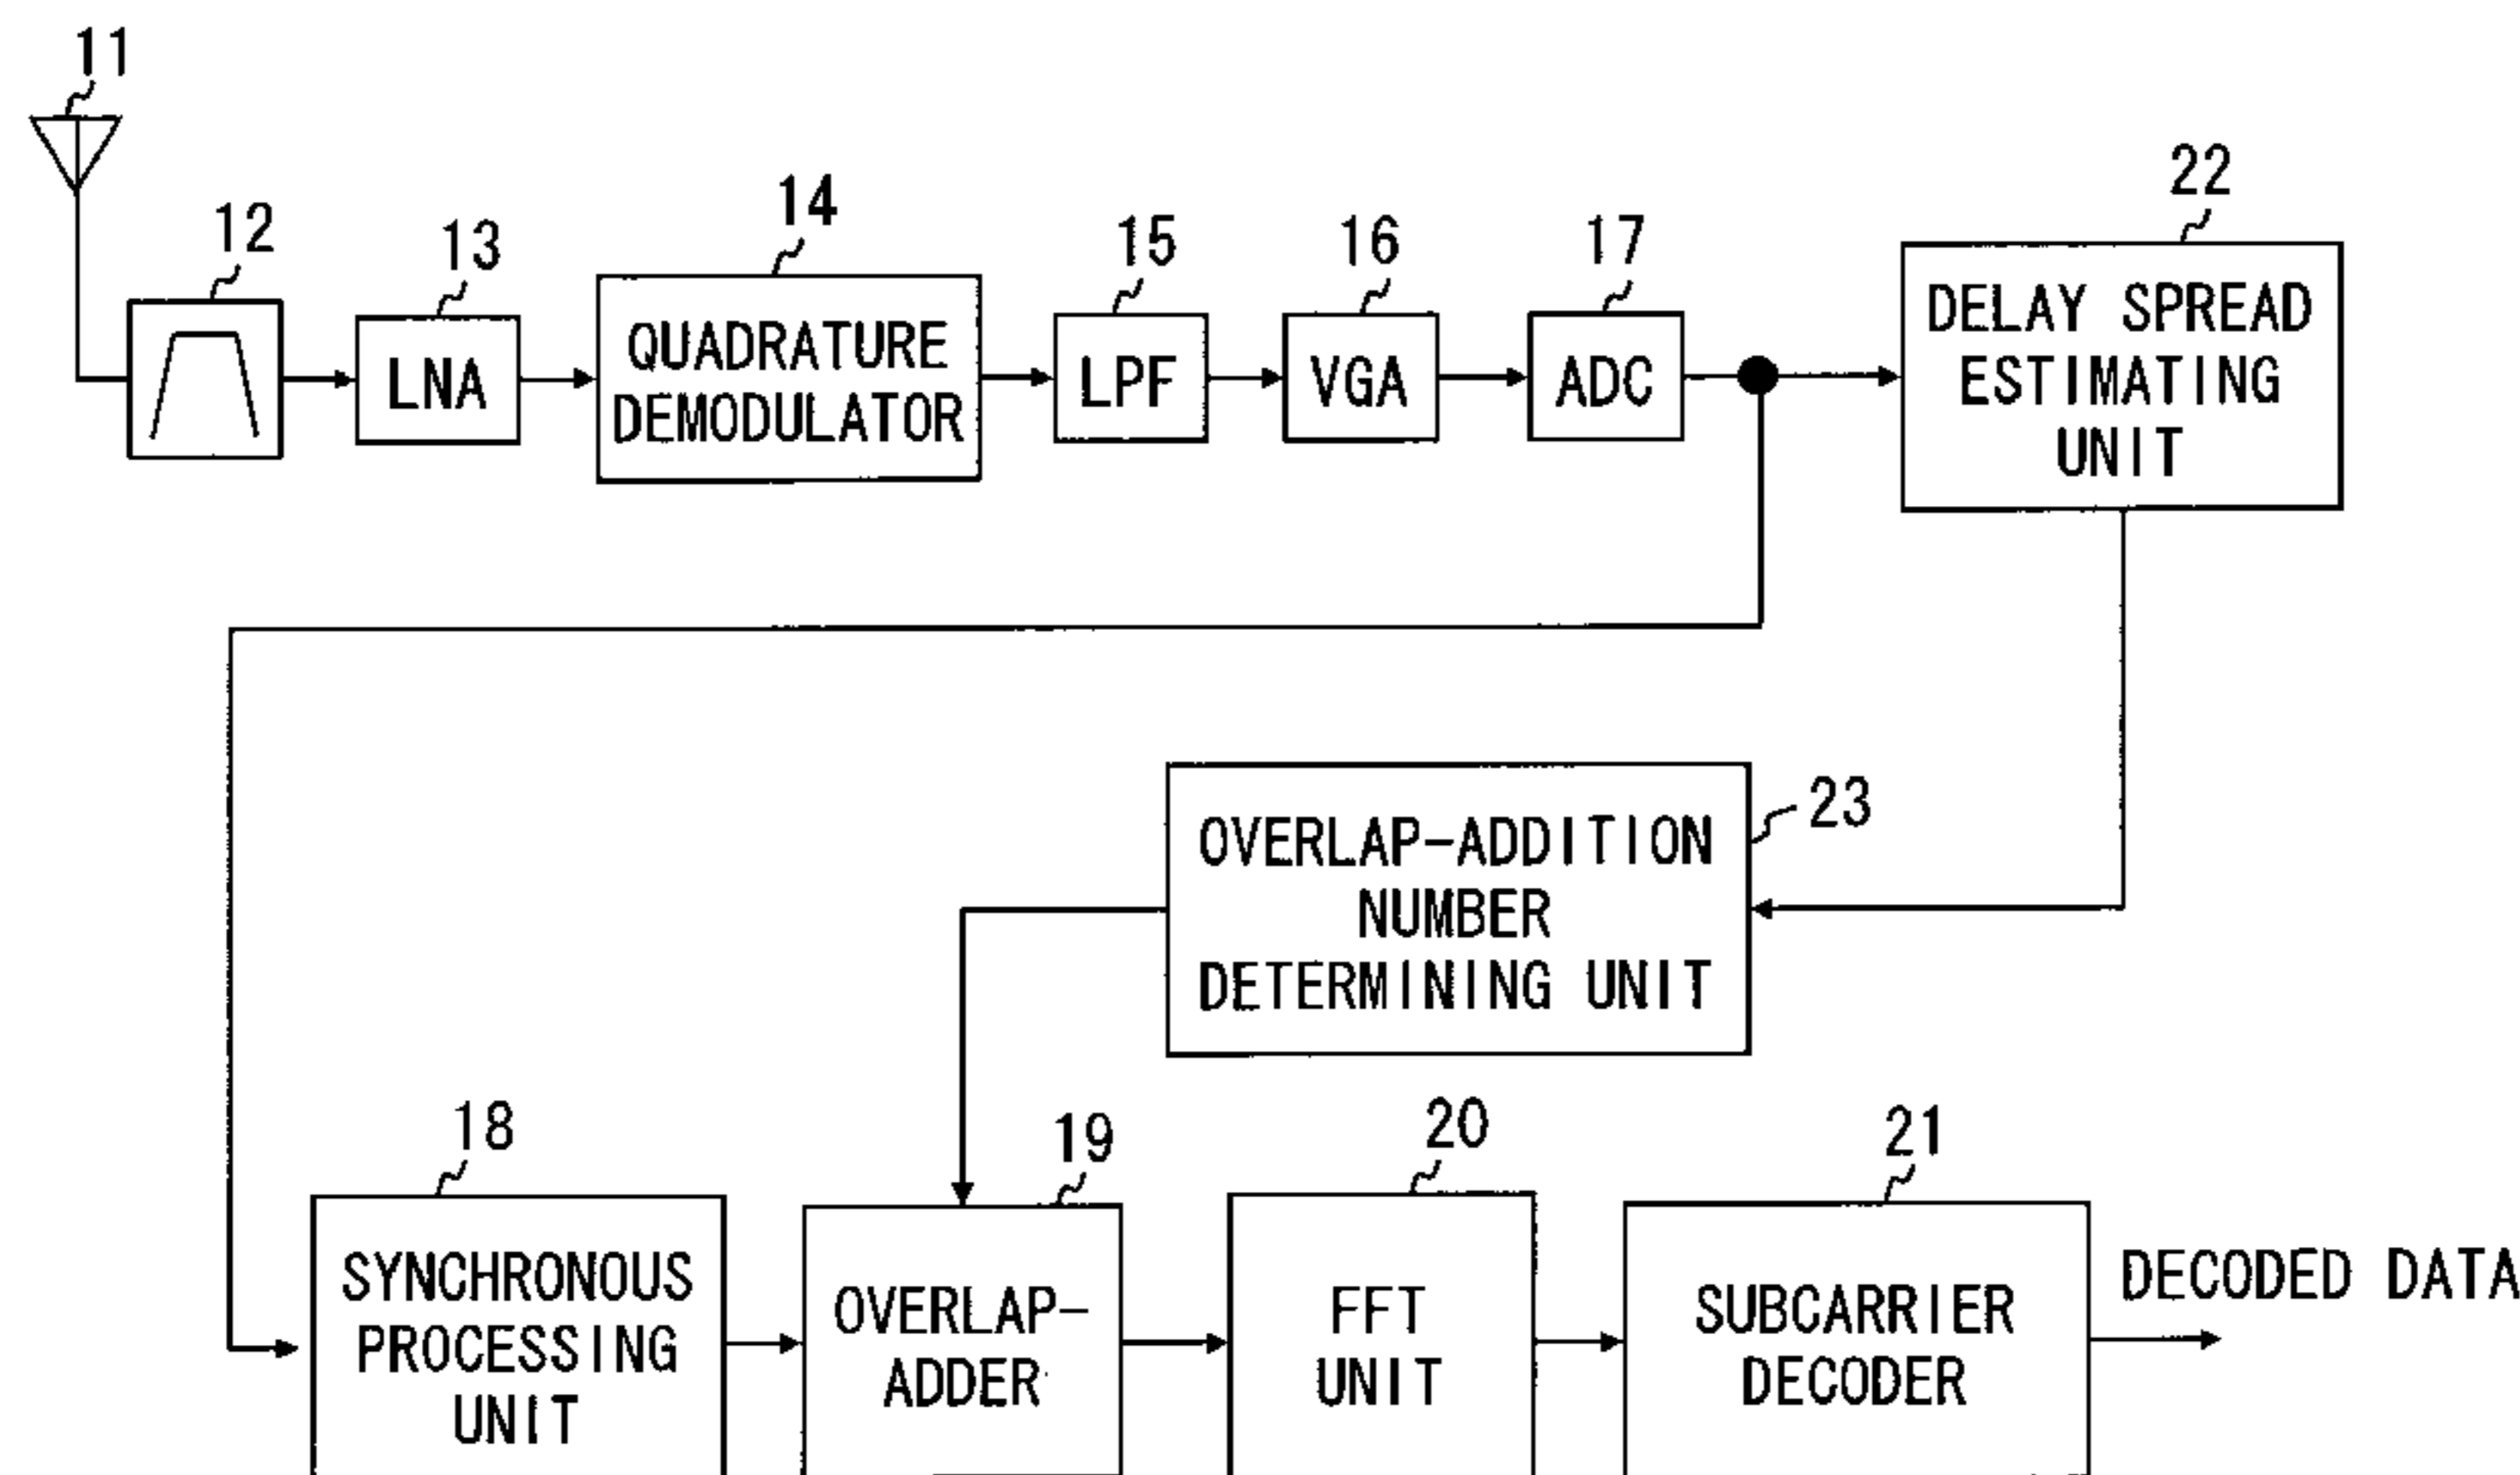 11
12
13
14
15
16
17
22
LNA
QUADRATURE
DEMODULATOR
LPF
VGA
ADC
DELAY SPREAD
ESTIMATING
UNIT
23
OVERLAP-ADDITION
NUMBER
DETERMINING UNIT
18
19
20
21
SYNCHRONOUS
PROCESSING
UNIT
OVERLAP-
ADDER
FFT
UNIT
SUBCARRIER
DECODER
DECODED DATA